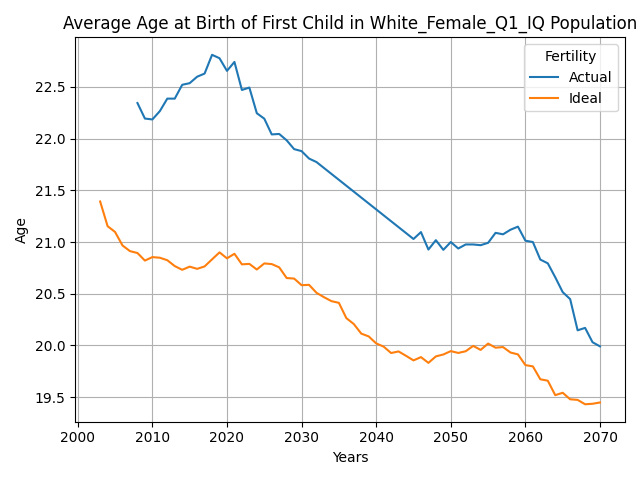 Average Age at Birth of First Child in White_Female_Q1_IQ Population
Fertility
Actual
Ideal
22.5
22.0
21.5
21.0
20.5
20.0
19.5
Age
2000 2010 2020 2030 2040 2050 2060 2070
Years